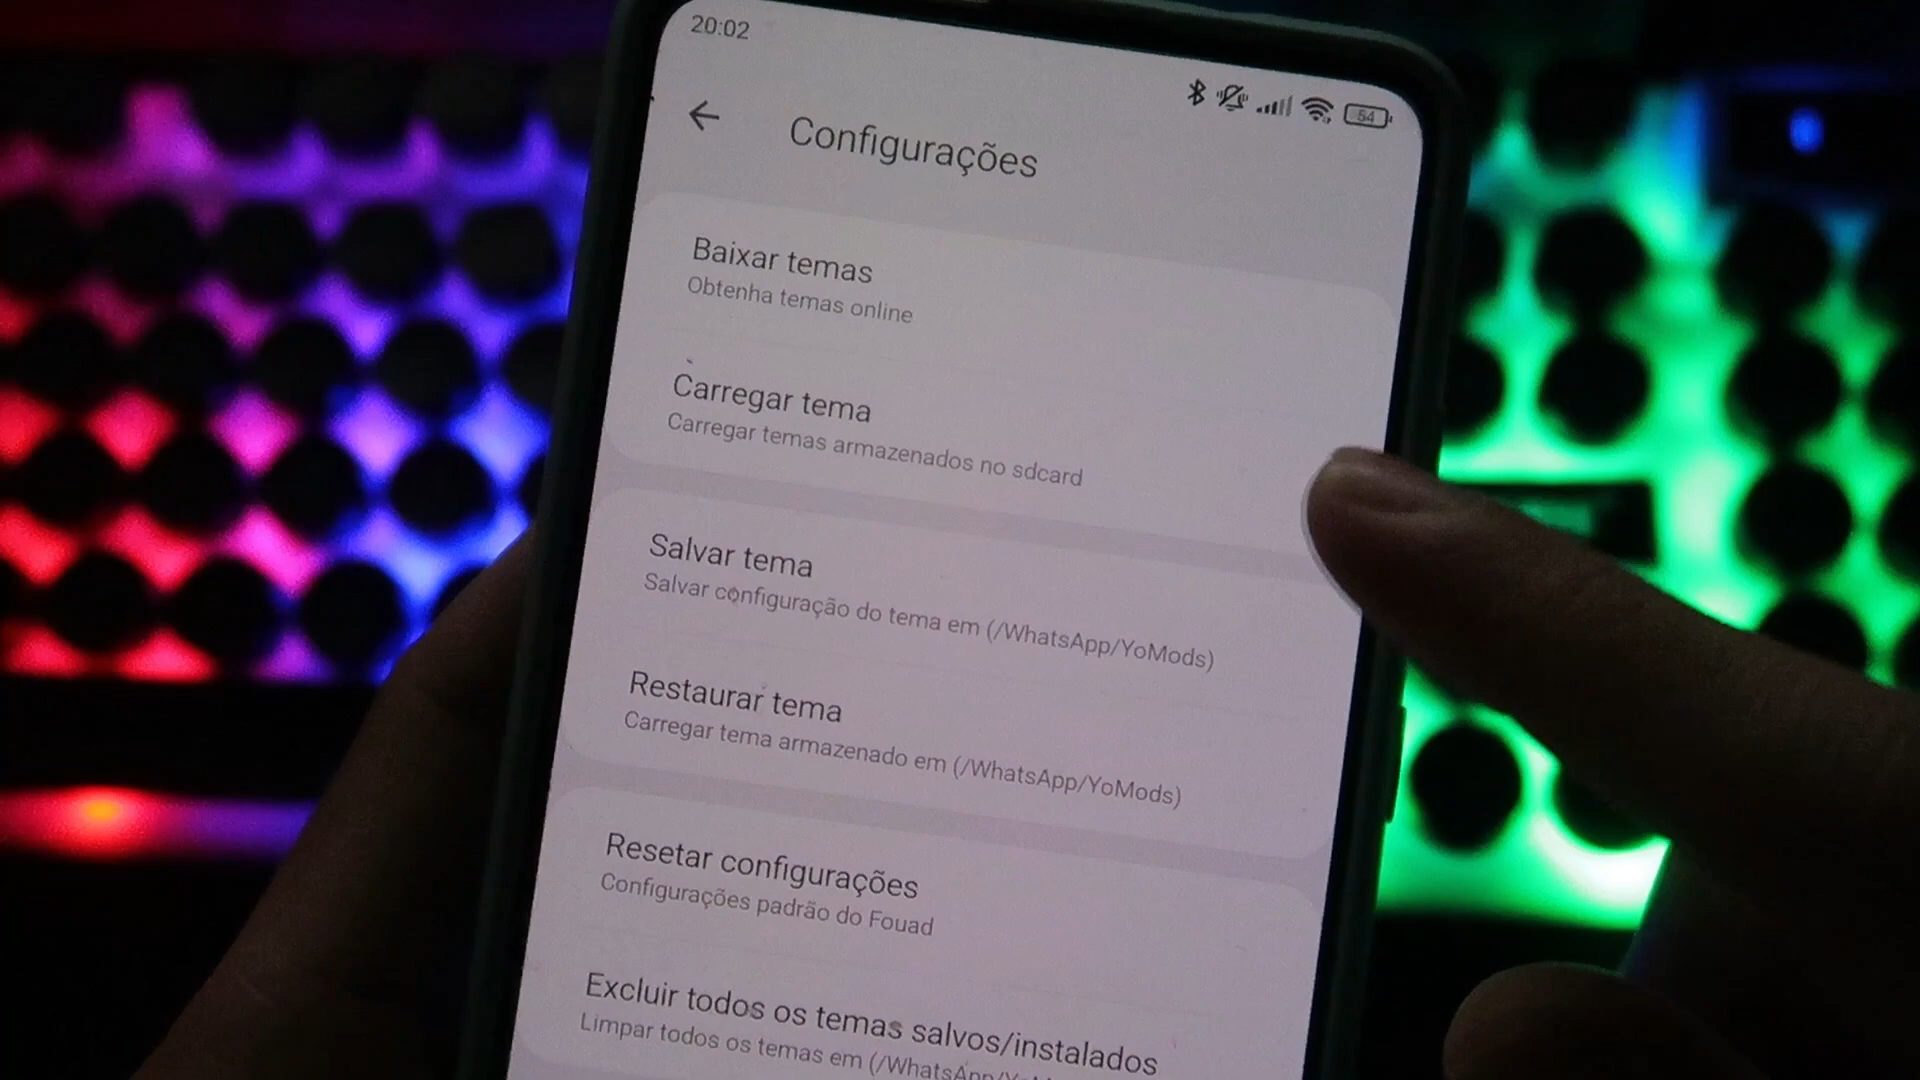 20:02
54
Configurações
Baixar temas
Obtenha temas online
Carregar tema
Carregar temas armazenados no sdcard
Salvar tema
Salvar configuração do tema em (/WhatsApp/YoMods)
Restaurar tema
Carregar tema armazenado em (/WhatsApp/YoMods)
Resetar configurações
Configurações padrão do Fouad
Excluir todos os temas salvos/instalados
Limpar todos os temas em (/WhatsApp/